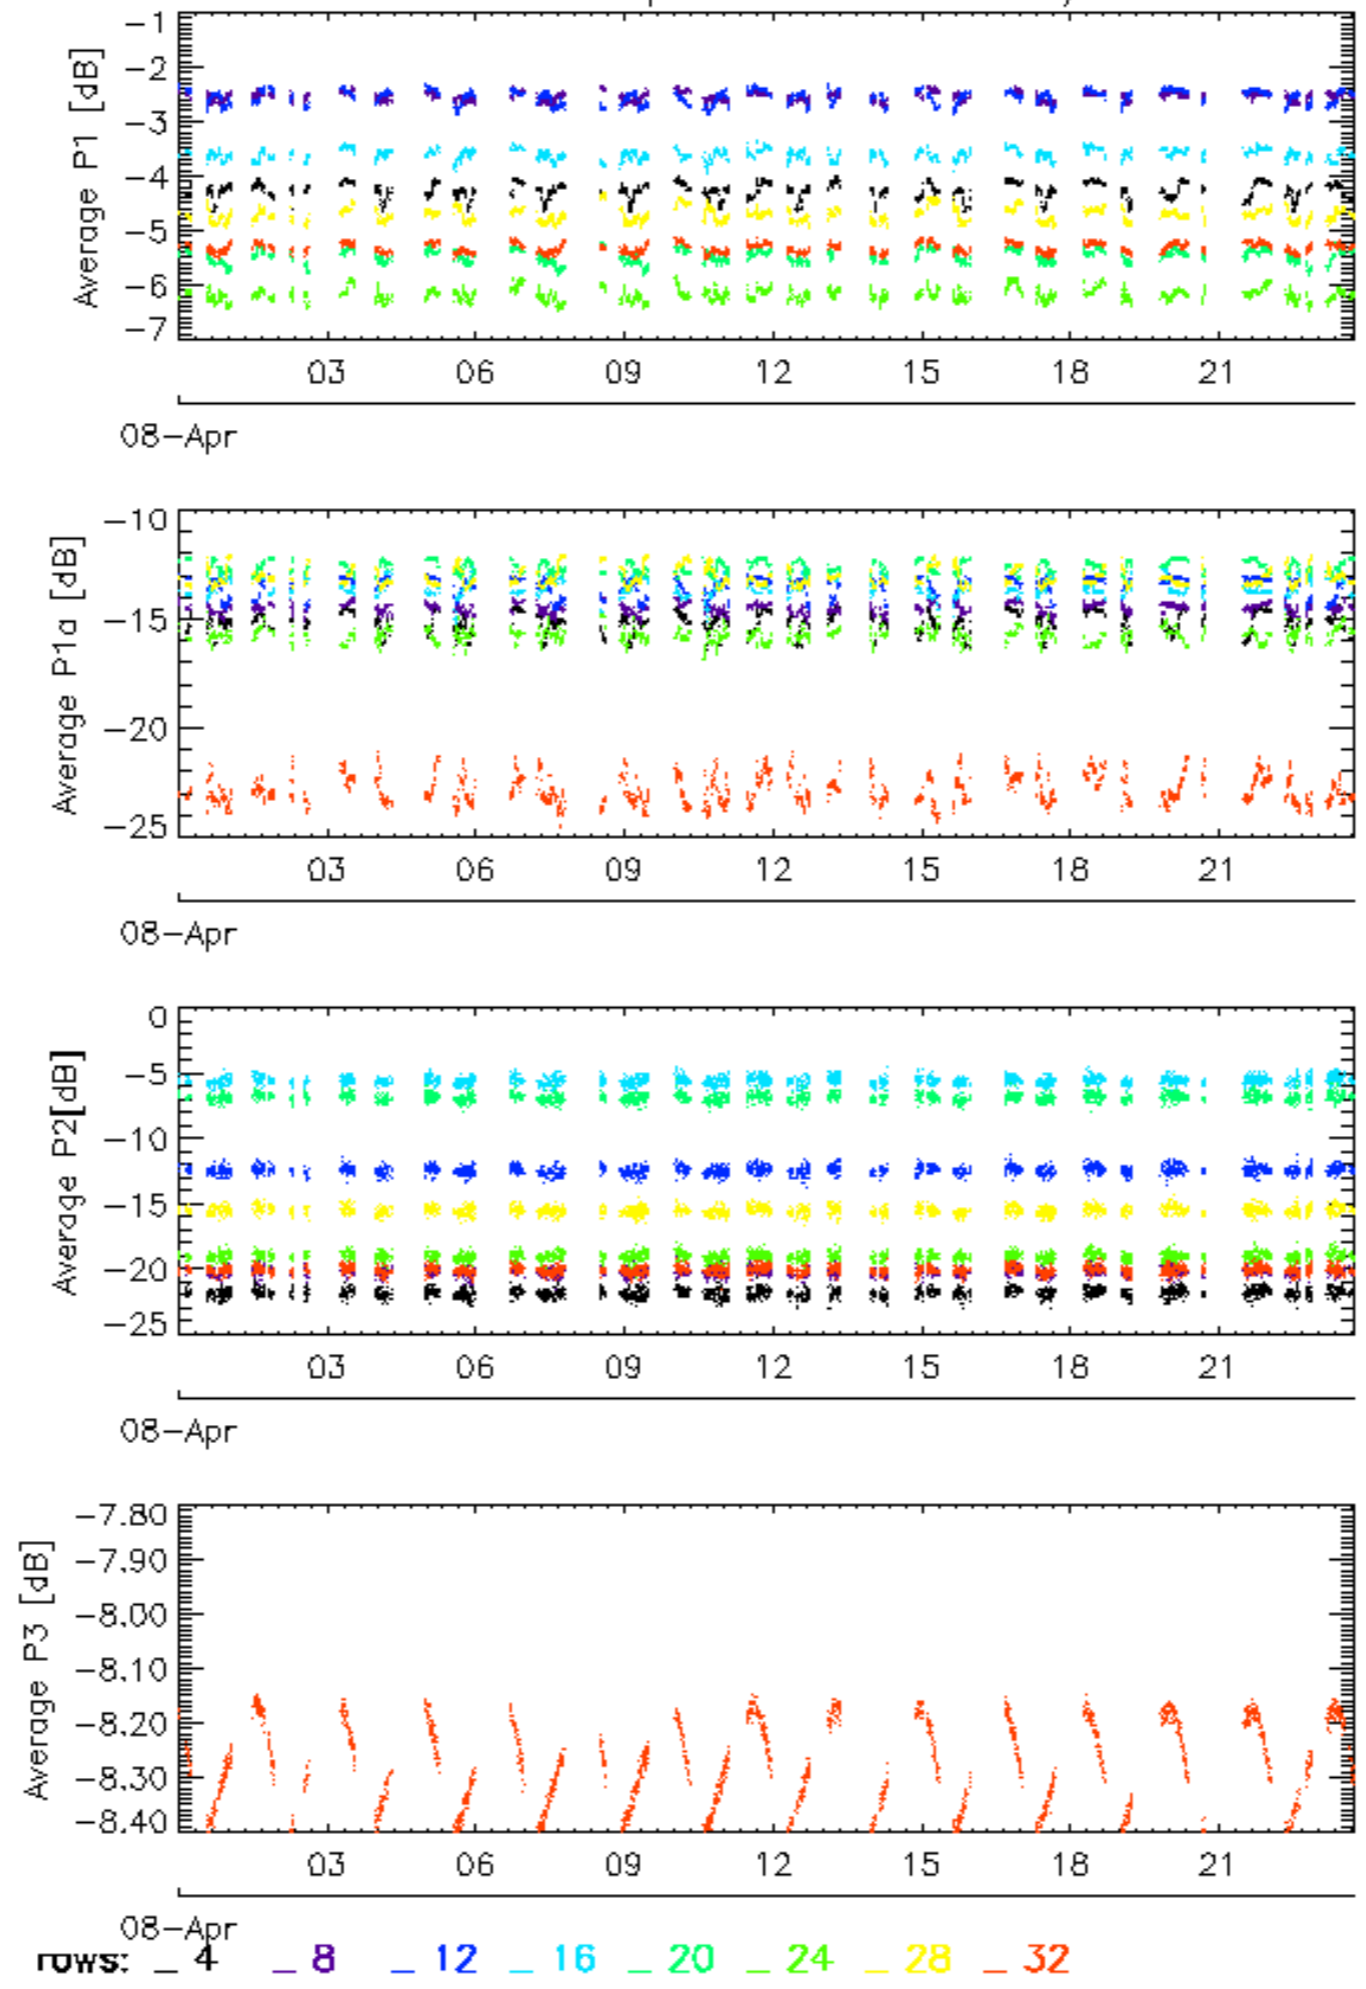 -1
-2
-3
-4
-5
-6
-7
Average P1 [dB]
03 06 09 12 15 18 21
08-Apr
-10
-15
-20
-25
Average P1a [dB]
03 06 09 12 15 18 21
08-Apr
0
-5
-10
-15
-20
-25
Average P2[dB]
03 06 09 12 15 18 21
08-Apr
-7.80
-7.90
-8.00
-8.10
-8.20
-8.30
-8.40
Average P3 [dB]
03 06 09 12 15 18 21
08-Apr
rows: _ 4 _ 8 _ 12 _ 16 _ 20 _ 24 _ 28 _ 32